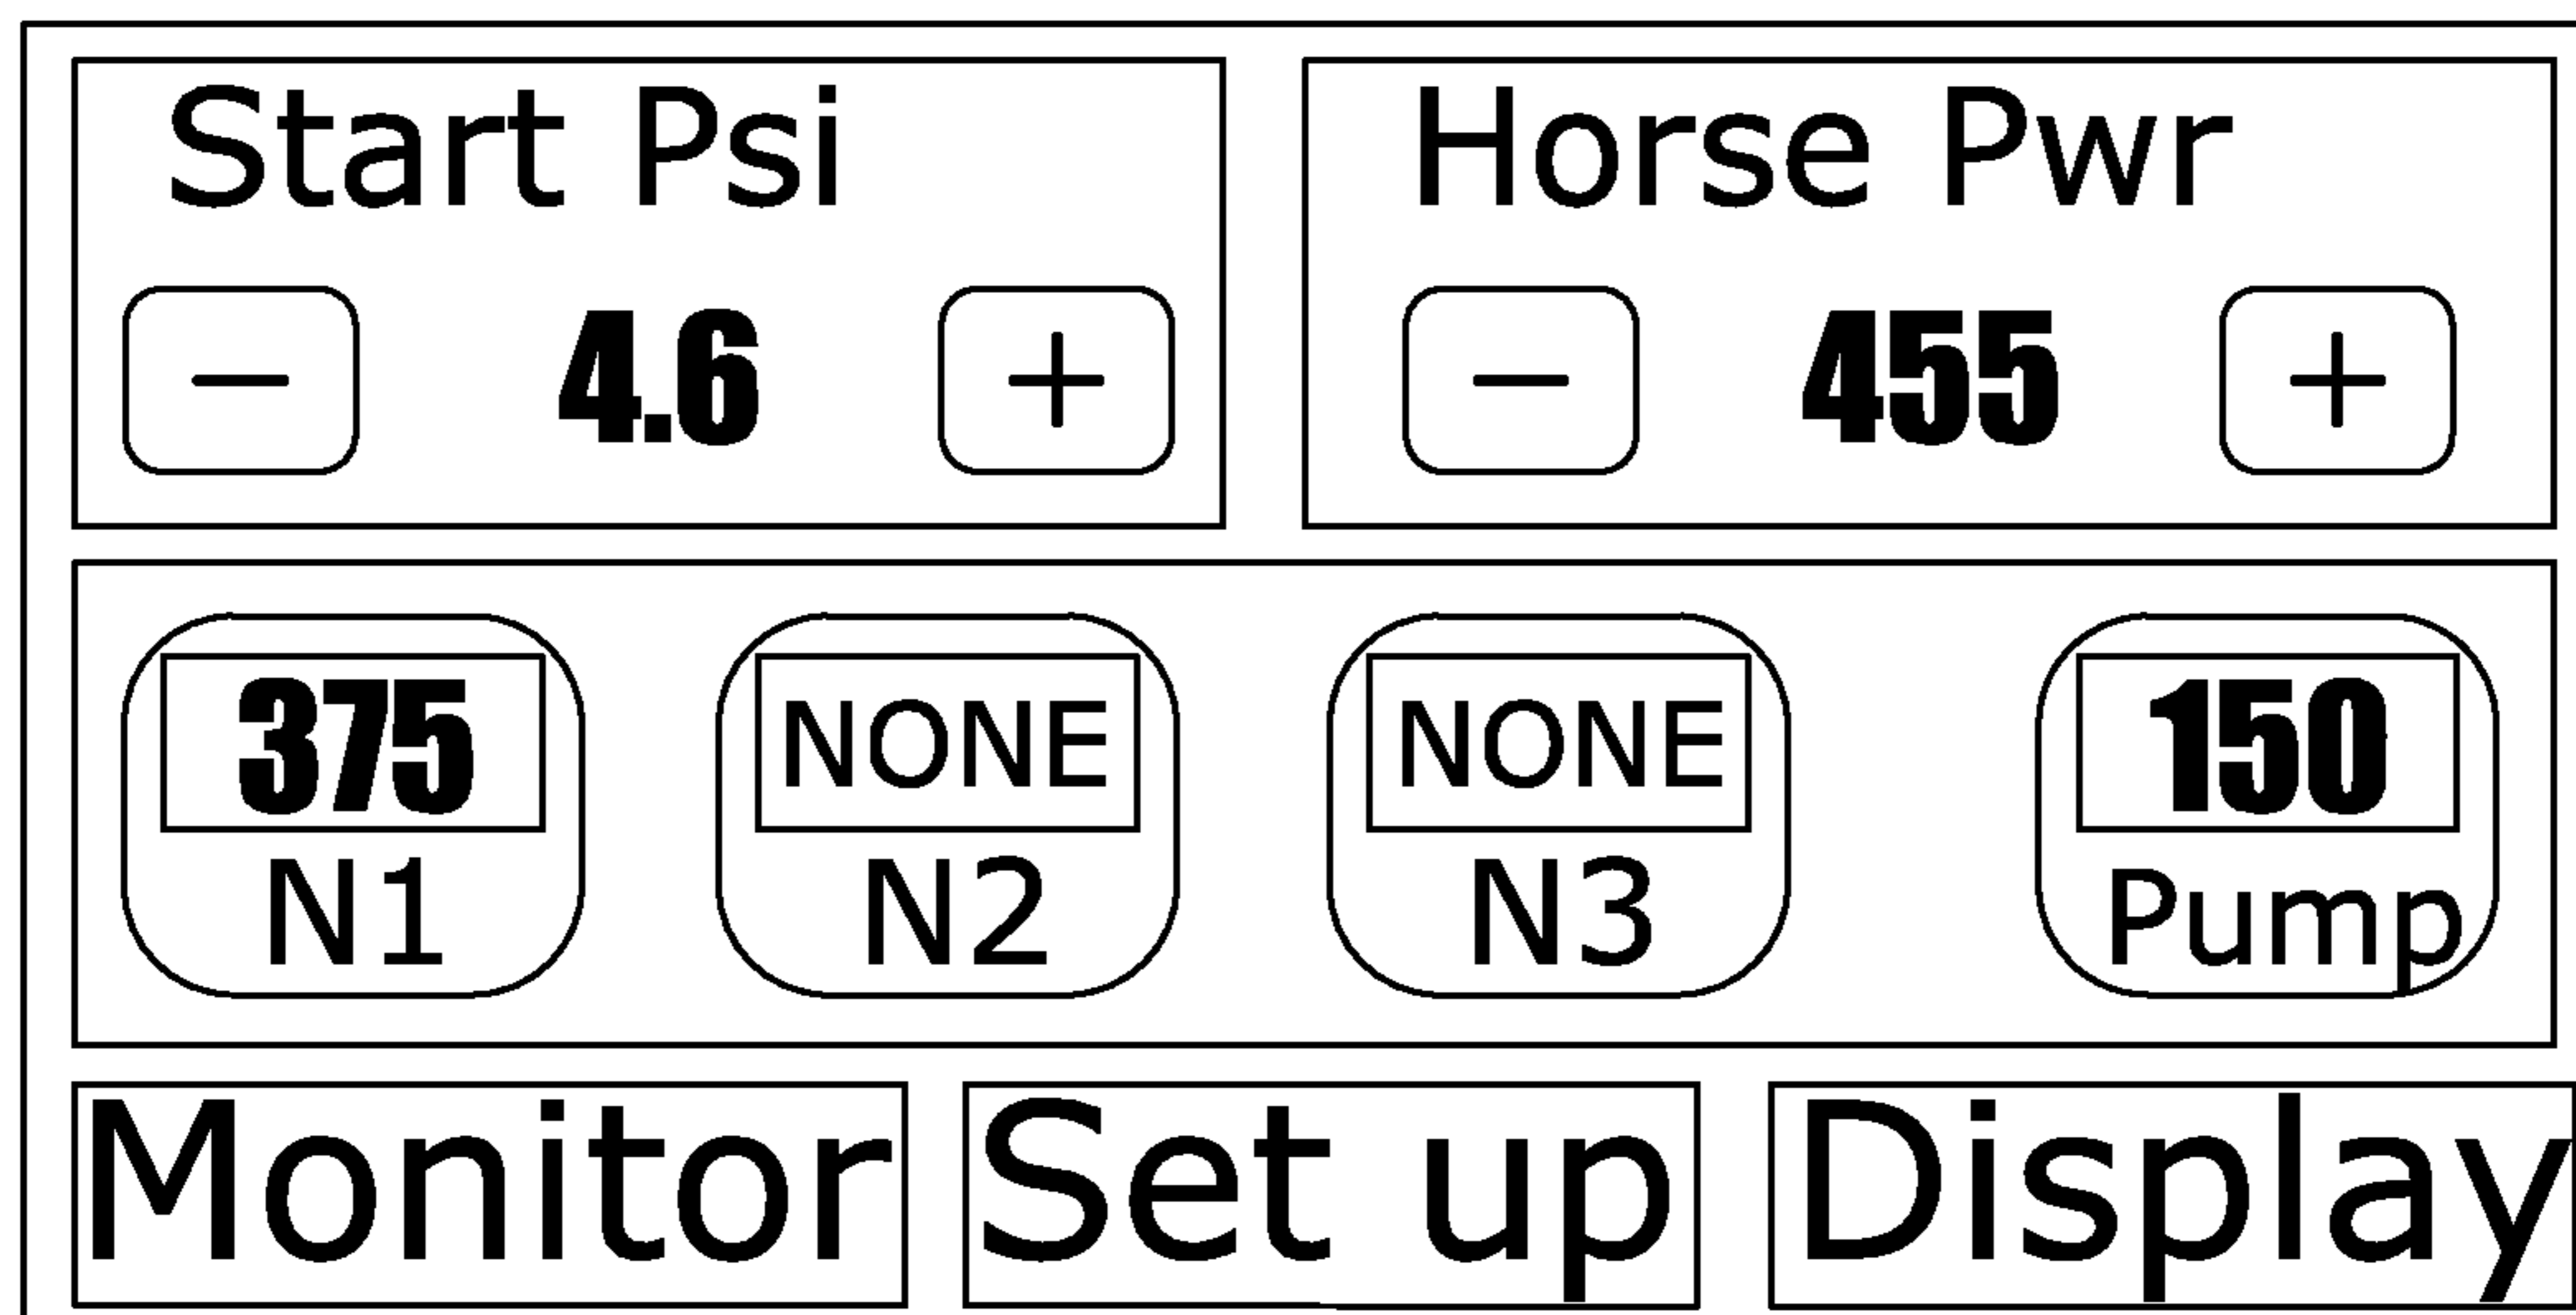 Start Psi
Horse Pwr
− 4.6 +
− 455 +
375
NONE
NONE
150
N1
N2
N3
Pump
Monitor
Set up
Display